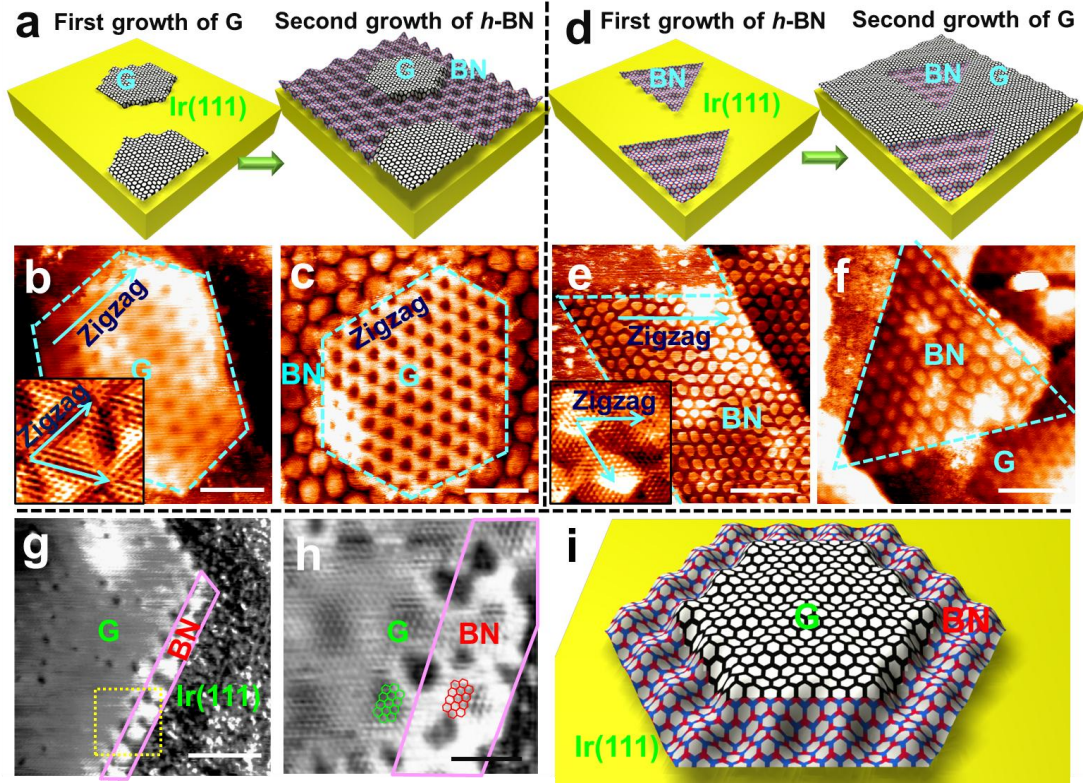 a First growth of G
Second growth of h-BN
G
Ir(111)
G BN
d First growth of h-BN
Second growth of G
BN
Ir(111)
BN G
b
Zigzag
G
Zigzag
c
Zigzag
BN
G
e
Zigzag
BN
Zigzag
f
BN
G
g
G
BN
Ir(111)
h
G
BN
i
G
BN
Ir(111)